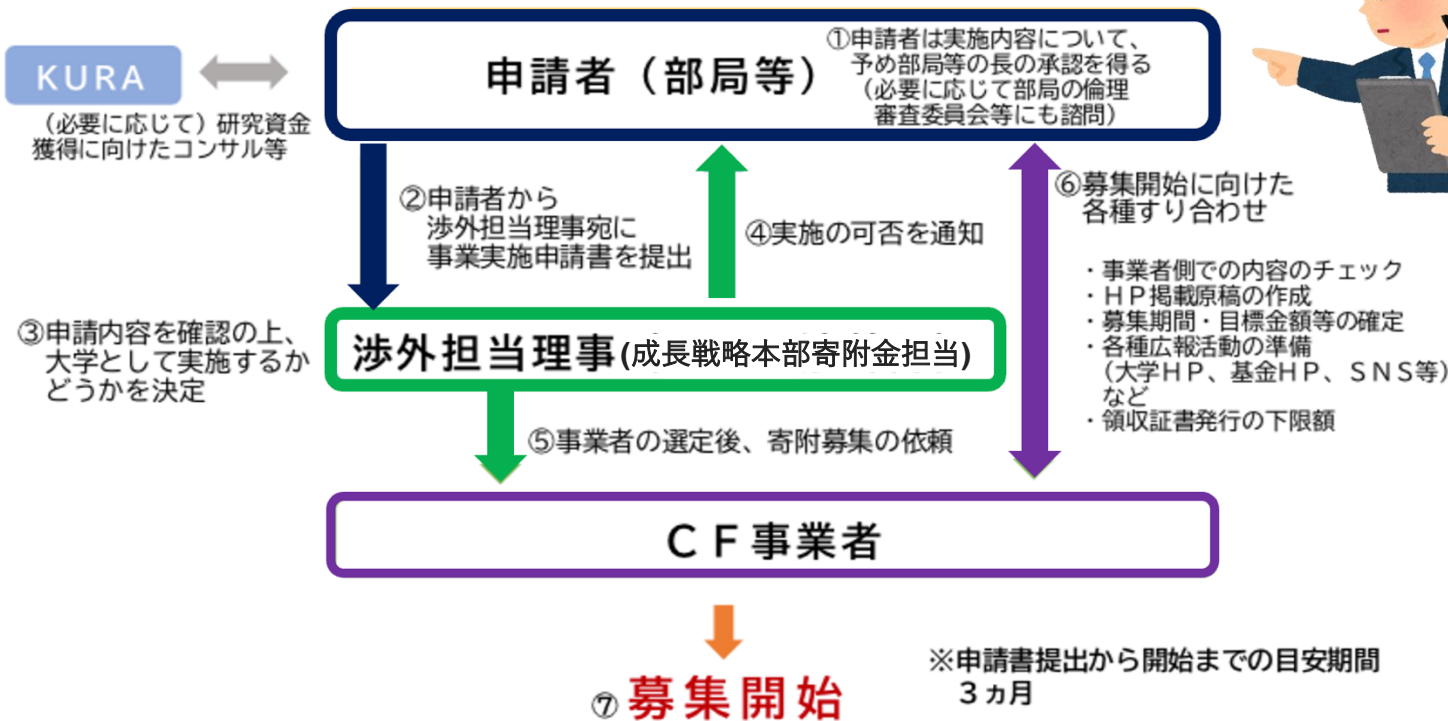 申請者（部局等）
①申請者は実施内容について、
予め部局等の長の承認を得る
（必要に応じて部局の倫理
審査委員会等にも諮問）
ＫＵＲＡ
（必要に応じて）研究資金
獲得に向けたコンサル等
②申請者から
渉外担当理事宛に
事業実施申請書を提出
④実施の可否を通知
⑥募集開始に向けた
各種すり合わせ
・事業者側での内容のチェック
・ＨＰ掲載原稿の作成
・募集期間・目標金額等の確定
・各種広報活動の準備
（大学ＨＰ、基金ＨＰ、ＳＮＳ等）
など
・領収証書発行の下限額
③申請内容を確認の上、
大学として実施するか
どうかを決定
渉外担当理事(成長戦略本部寄附金担当)
⑤事業者の選定後、寄附募集の依頼
ＣＦ事業者
⑦募集開始
※申請書提出から開始までの目安期間
３ヵ月